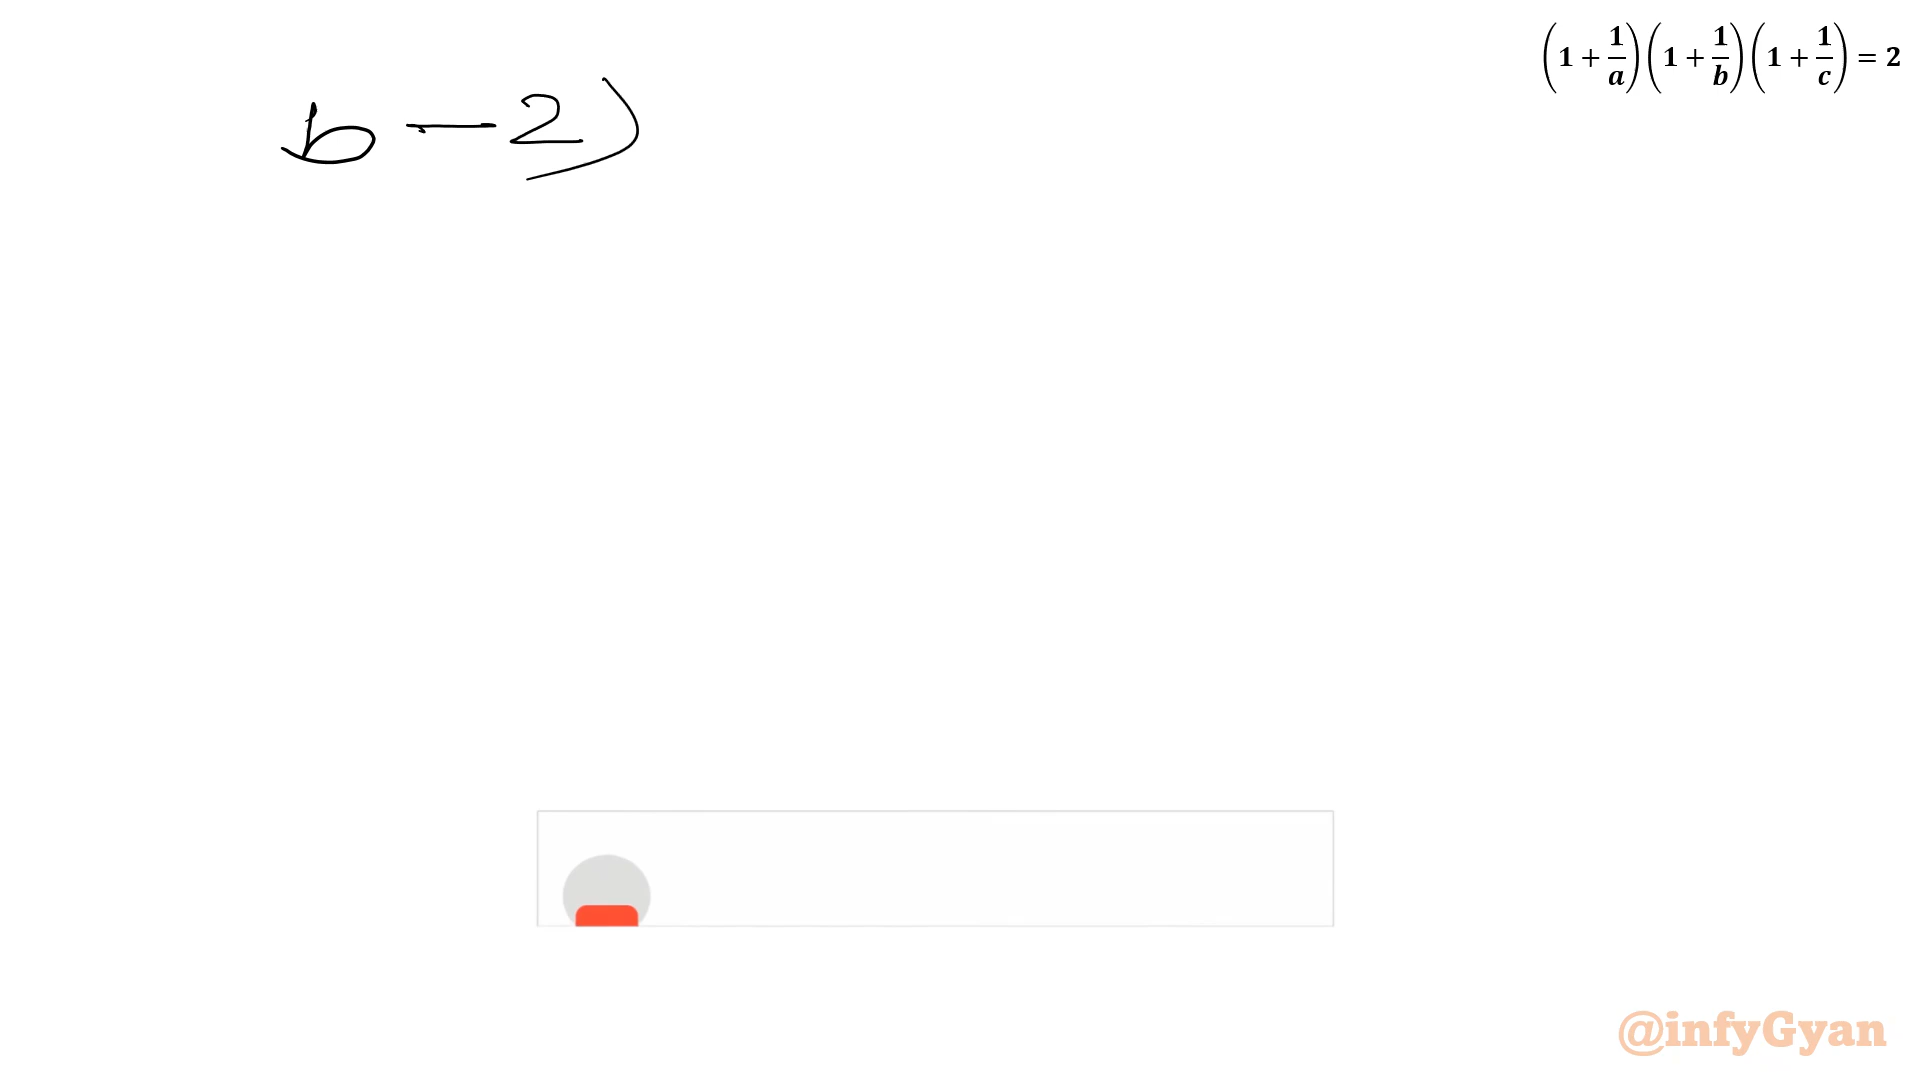 (1 + 1/a)(1 + 1/b)(1 + 1/c) = 2
b - 2)
@infyGyan